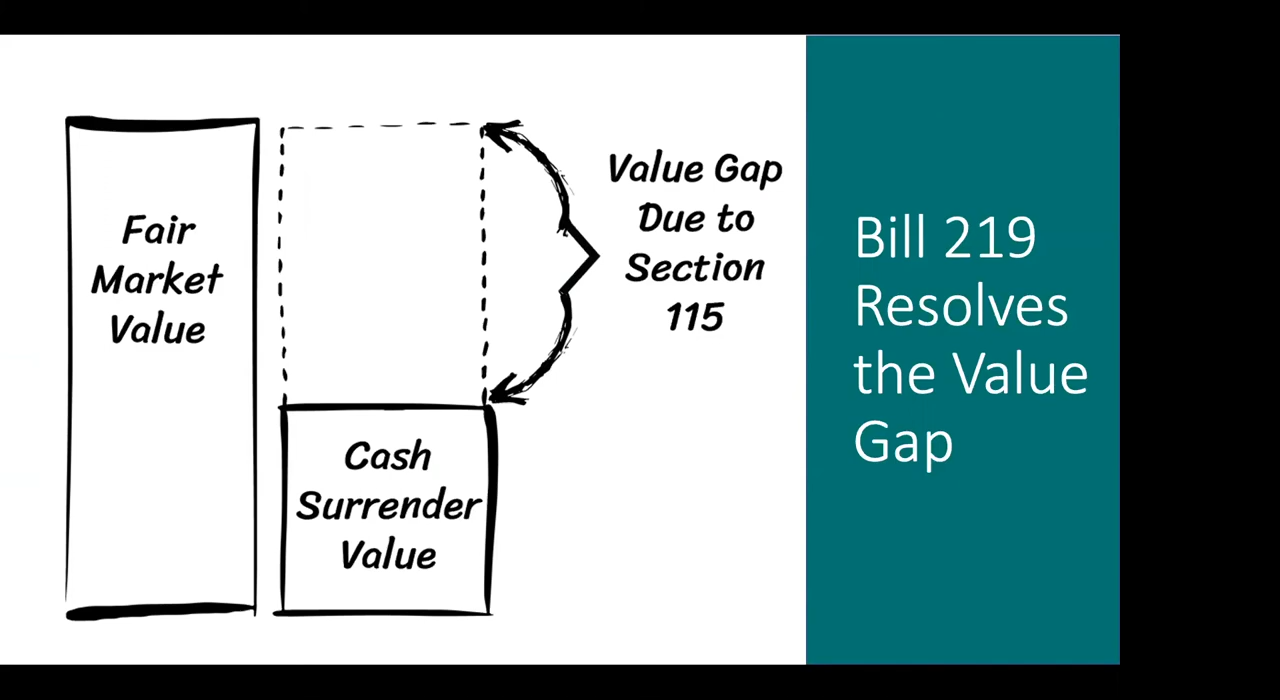 Fair
Market
Value
Cash
Surrender
Value
Value Gap
Due to
Section
115
Bill 219
Resolves
the Value
Gap